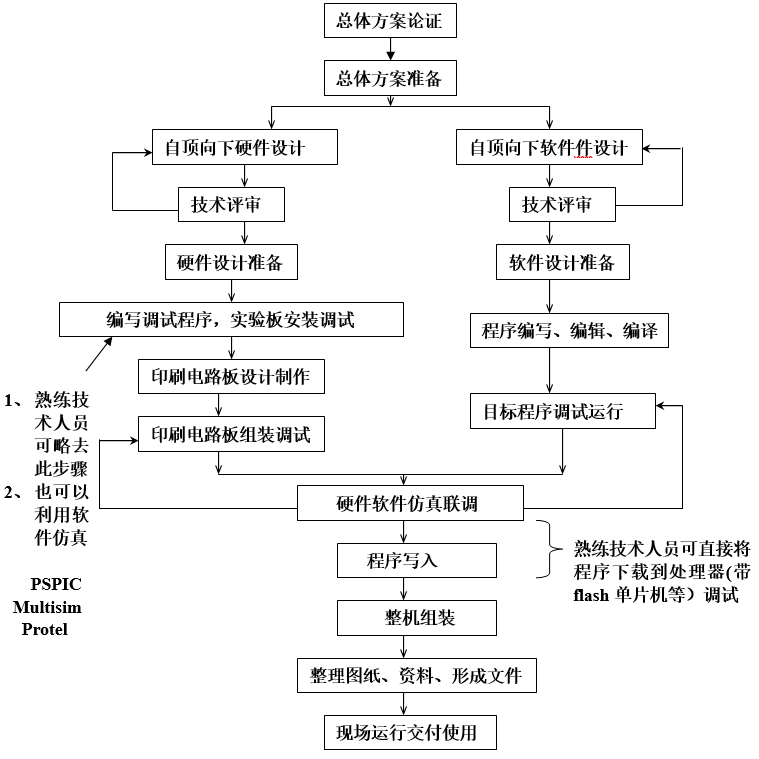 总体方案论证
总体方案准备
自顶向下硬件设计
自顶向下软件件设计
技术评审
技术评审
硬件设计准备
软件设计准备
编写调试程序，实验板安装调试
程序编写、编辑、编译
印刷电路板设计制作
1、 熟练技
术人员
可略去
此步骤
2、 也可以
利用软
件仿真
PSPIC
Multisim
Protel
目标程序调试运行
印刷电路板组装调试
硬件软件仿真联调
程序写入
熟练技术人员可直接将
程序下载到处理器(带
flash 单片机等）调试
整机组装
整理图纸、资料、形成文件
现场运行交付使用